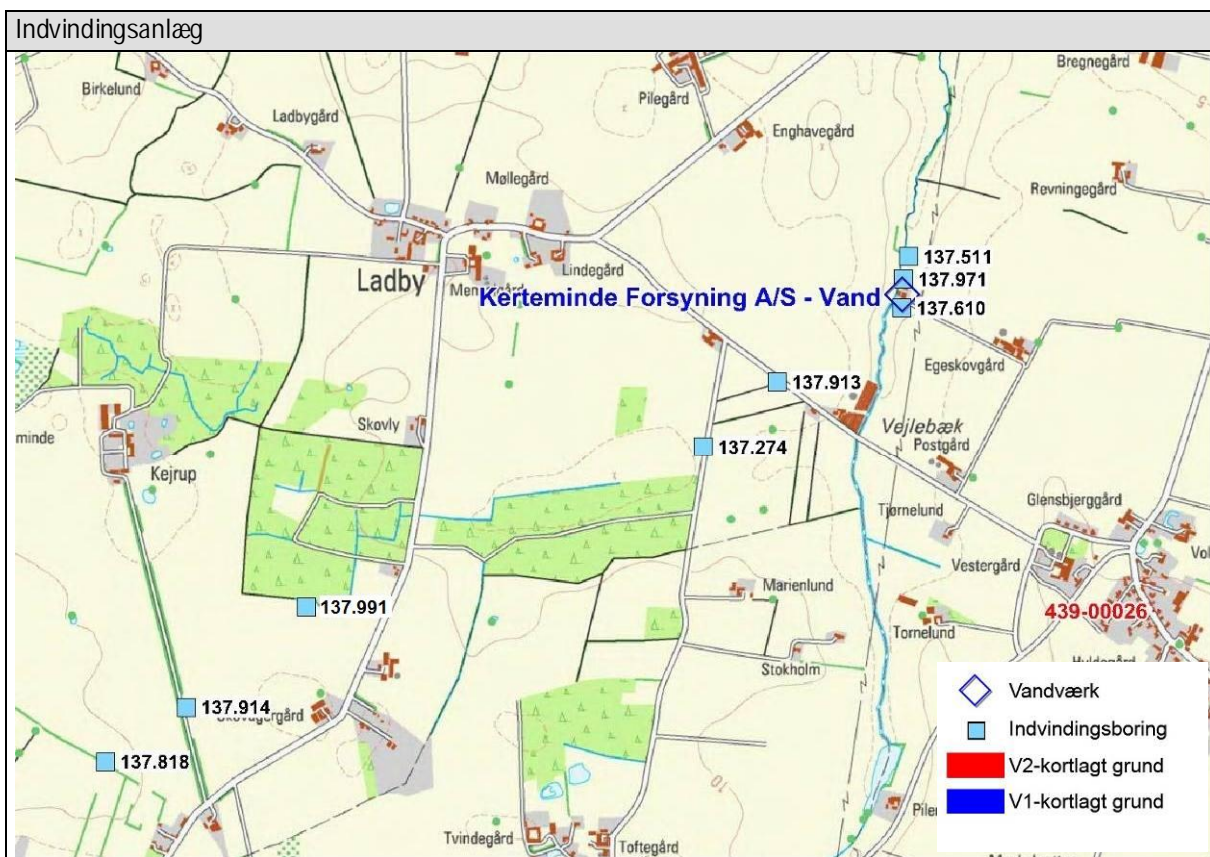 Indvindingsanlæg
Bregnegård
Birkelund
Pilegård
Ladbygård
Enghavegård
Møllegård
Revningegård
137.511
Lindegård
137.971
Ladby
Kerteminde Forsyning A/S - Vand
137.610
Egeskovgård
137.913
Skovly
Vejlebæk
minde
137.274
Postgård
Kejrup
Glensbjerggård
Tjørnelund
Vestergård
Marienlund
137.991
439-00026
Tornelund
Stokholm
Huldegård
Vandværk
137.914
Indvindingsboring
137.818
V2-kortlagt grund
10
V1-kortlagt grund
Tvindegård
Toftegård